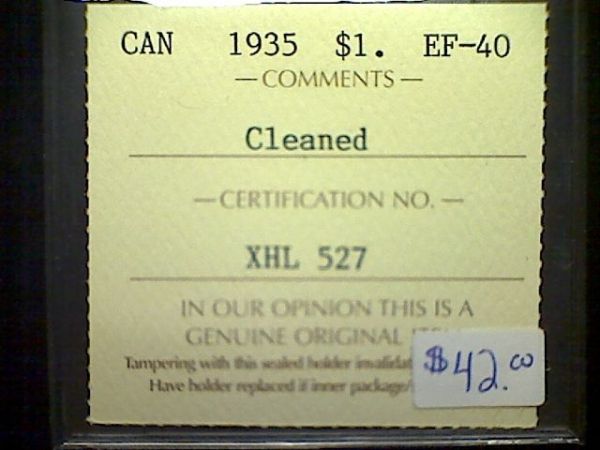 CAN 1935 $1. EF-40
—COMMENTS—
Cleaned
—CERTIFICATION NO.—
XHL 527
IN OUR OPINION THIS IS A
GENUINE ORIGINAL
Tampering with this sealed holder
Have holder replaced if inner package/
$42.00